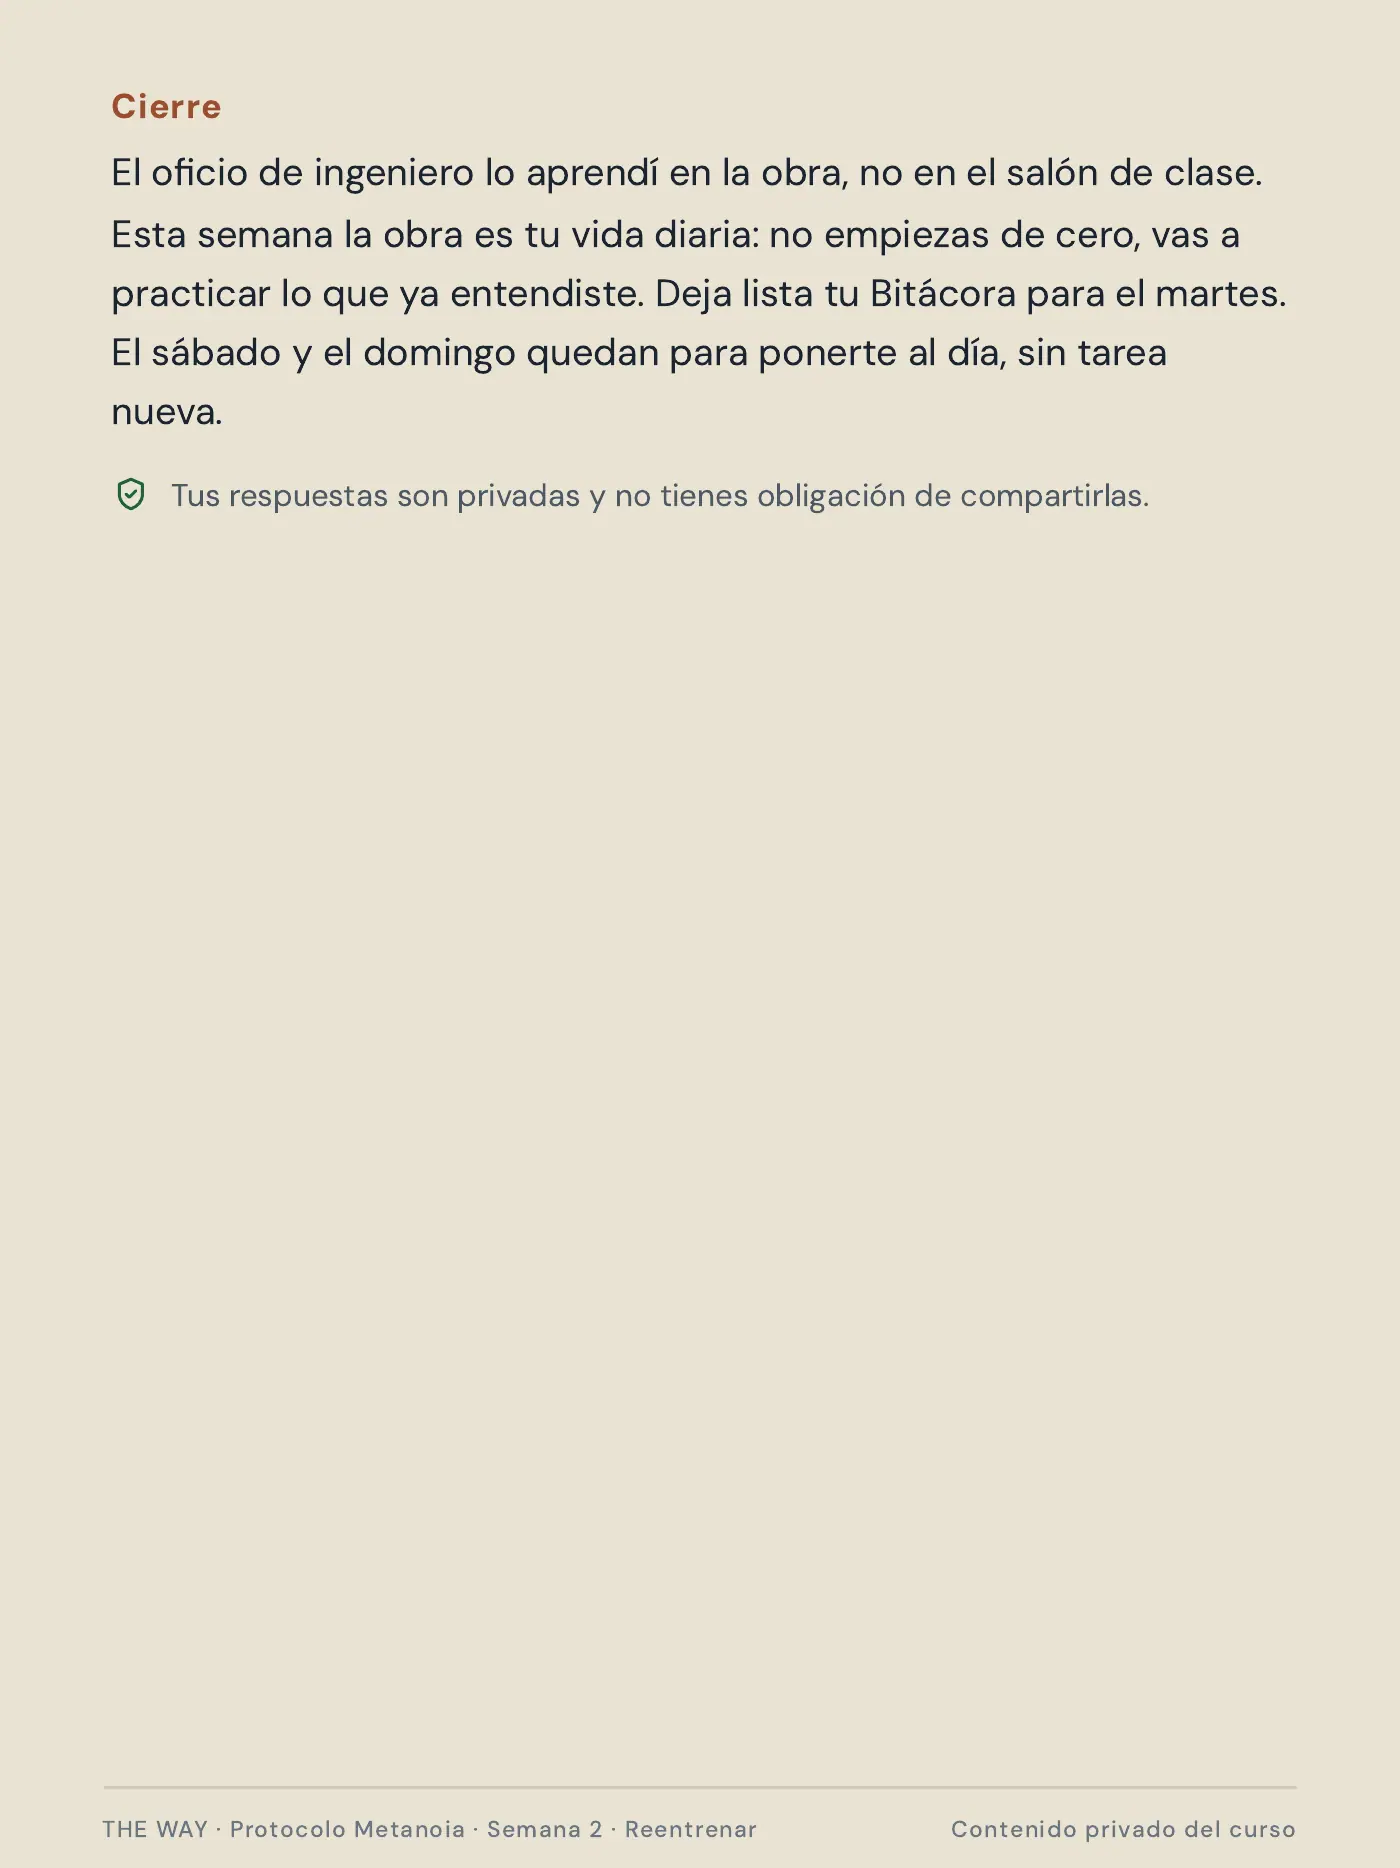 Cierre
El oficio de ingeniero lo aprendí en la obra, no en el salón de clase.
Esta semana la obra es tu vida diaria: no empiezas de cero, vas a
practicar lo que ya entendiste. Deja lista tu Bitácora para el martes.
El sábado y el domingo quedan para ponerte al día, sin tarea
nueva.
Tus respuestas son privadas y no tienes obligación de compartirlas.
THE WAY · Protocolo Metanoia · Semana 2 · Reentrenar
Contenido privado del curso